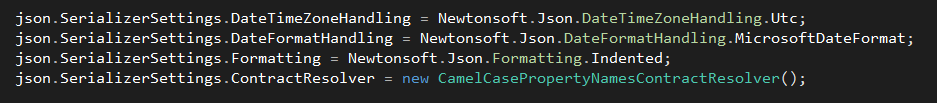 json.SerializerSettings.DateTimeZoneHandling = Newtonsoft.Json.DateTimeZoneHandling.Utc;
json.SerializerSettings.DateFormatHandling = Newtonsoft.Json.DateFormatHandling.MicrosoftDateFormat;
json.SerializerSettings.Formatting = Newtonsoft.Json.Formatting.Indented;
json.SerializerSettings.ContractResolver = new CamelCasePropertyNamesContractResolver();